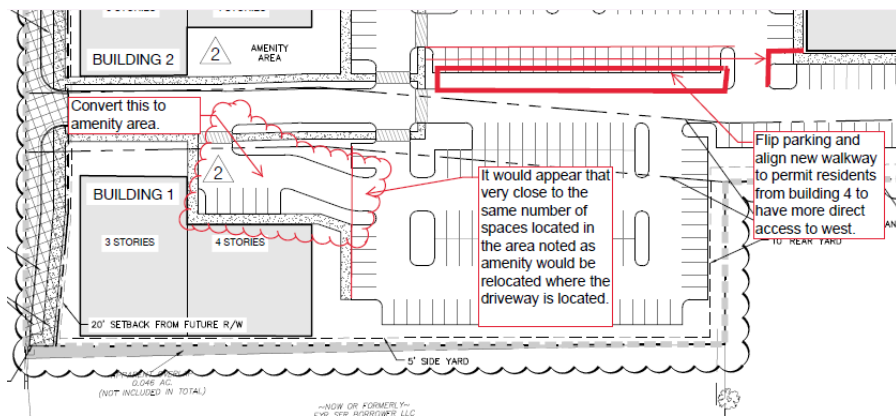 BUILDING 2
2
AMENITY
AREA
Convert this to
amenity area.
2
BUILDING 1
3 STORIES
4 STORIES
It would appear that
very close to the
same number of
spaces located in
the area noted as
amenity would be
relocated where the
driveway is located.
Flip parking and
align new walkway
to permit residents
from building 4 to
have more direct
access to west.
10' REAR YARD
20' SETBACK FROM FUTURE R/W
5' SIDE YARD
0.046 AC.
(NOT INCLUDED IN TOTAL)
~NOW OR FORMERLY~
BORROWER LLC